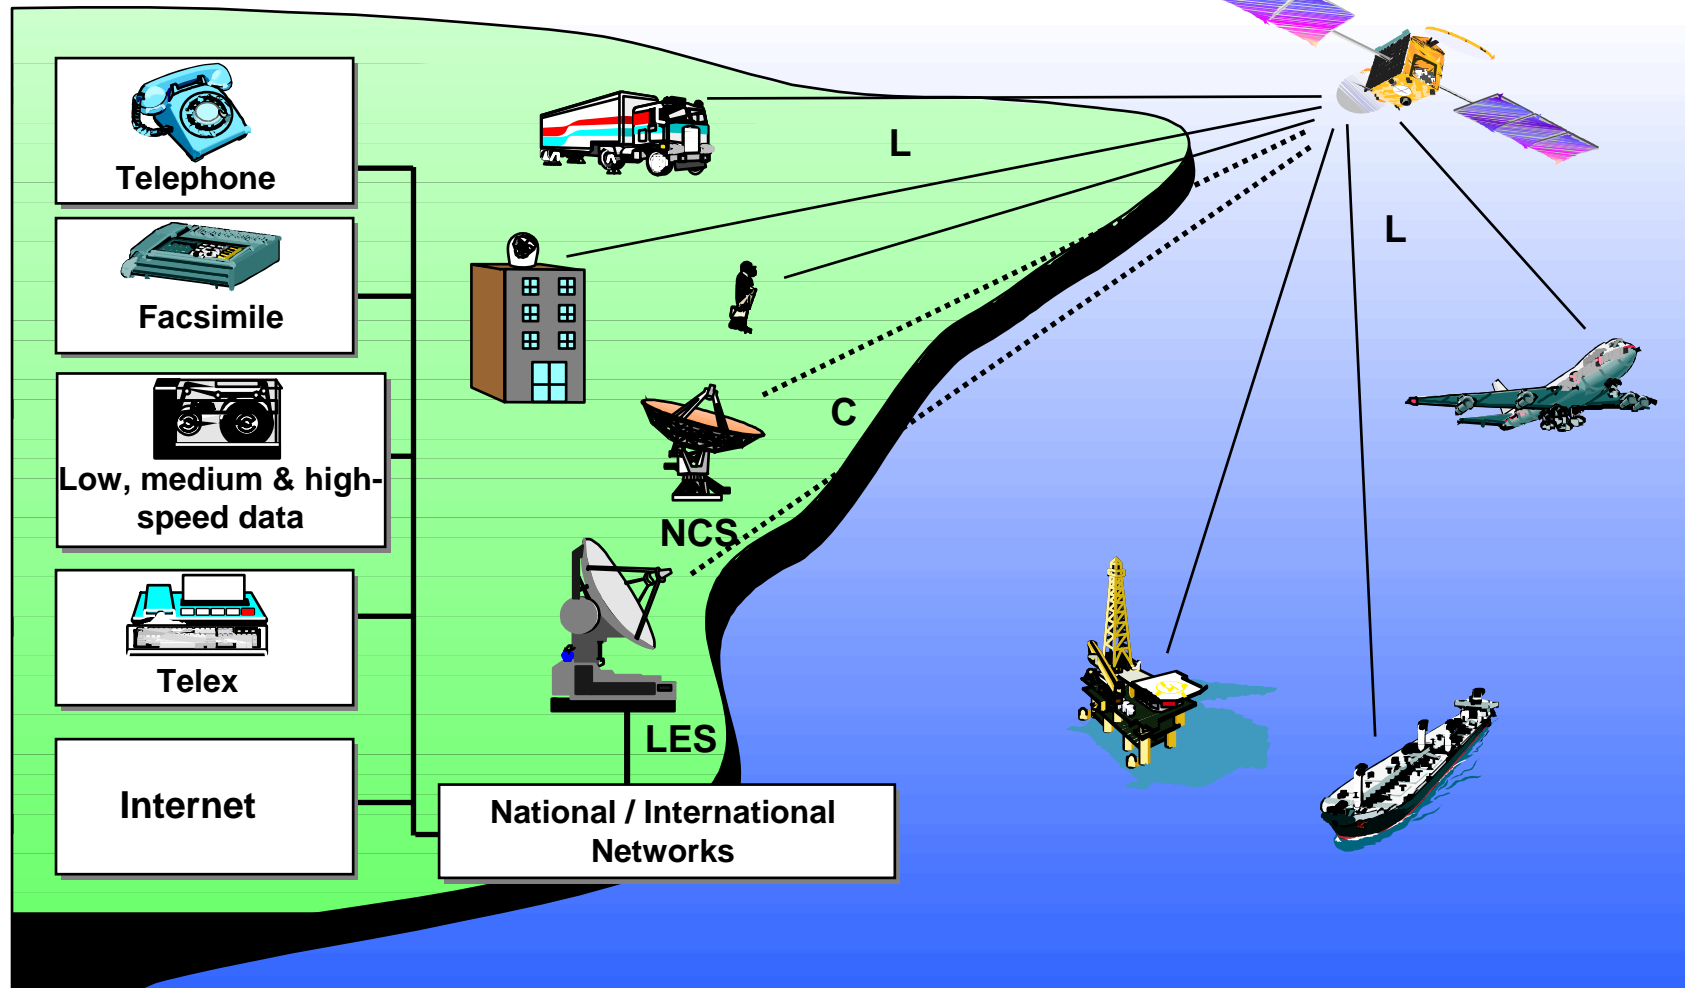 Telephone
Facsimile
Low, medium & high-
speed data
Telex
Internet
L
L
C
NCS
LES
National / International
Networks